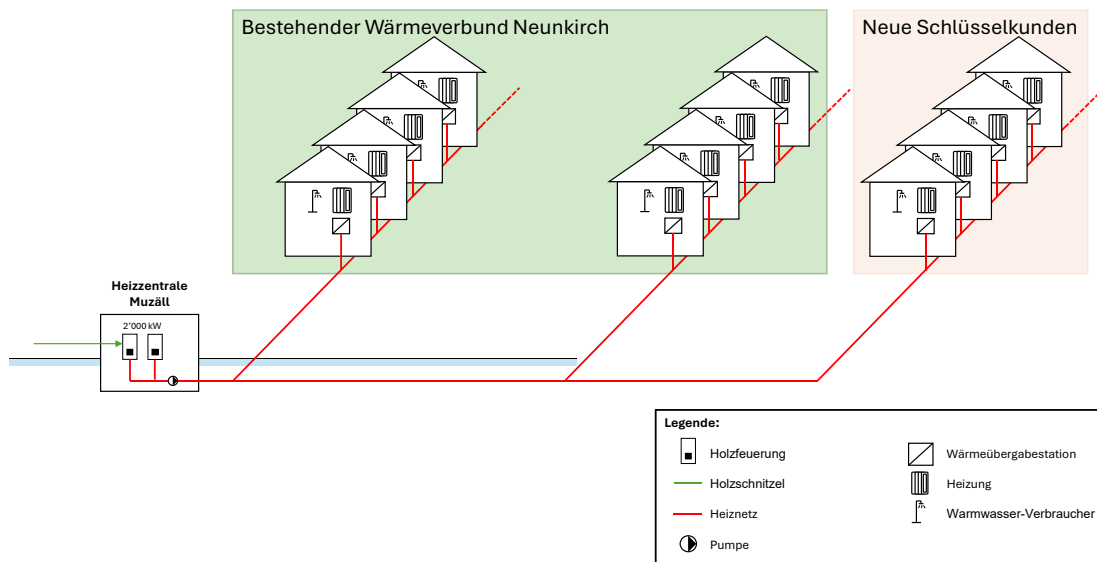 Bestehender Wärmeverbund Neunkirch
Neue Schlüsselkunden
Heizzentrale
Muzäll
2'000 kW
Legende:
Holzfeuerung
Holzschnitzel
Heiznetz
Pumpe
Wärmeübergabestation
Heizung
Warmwasser-Verbraucher